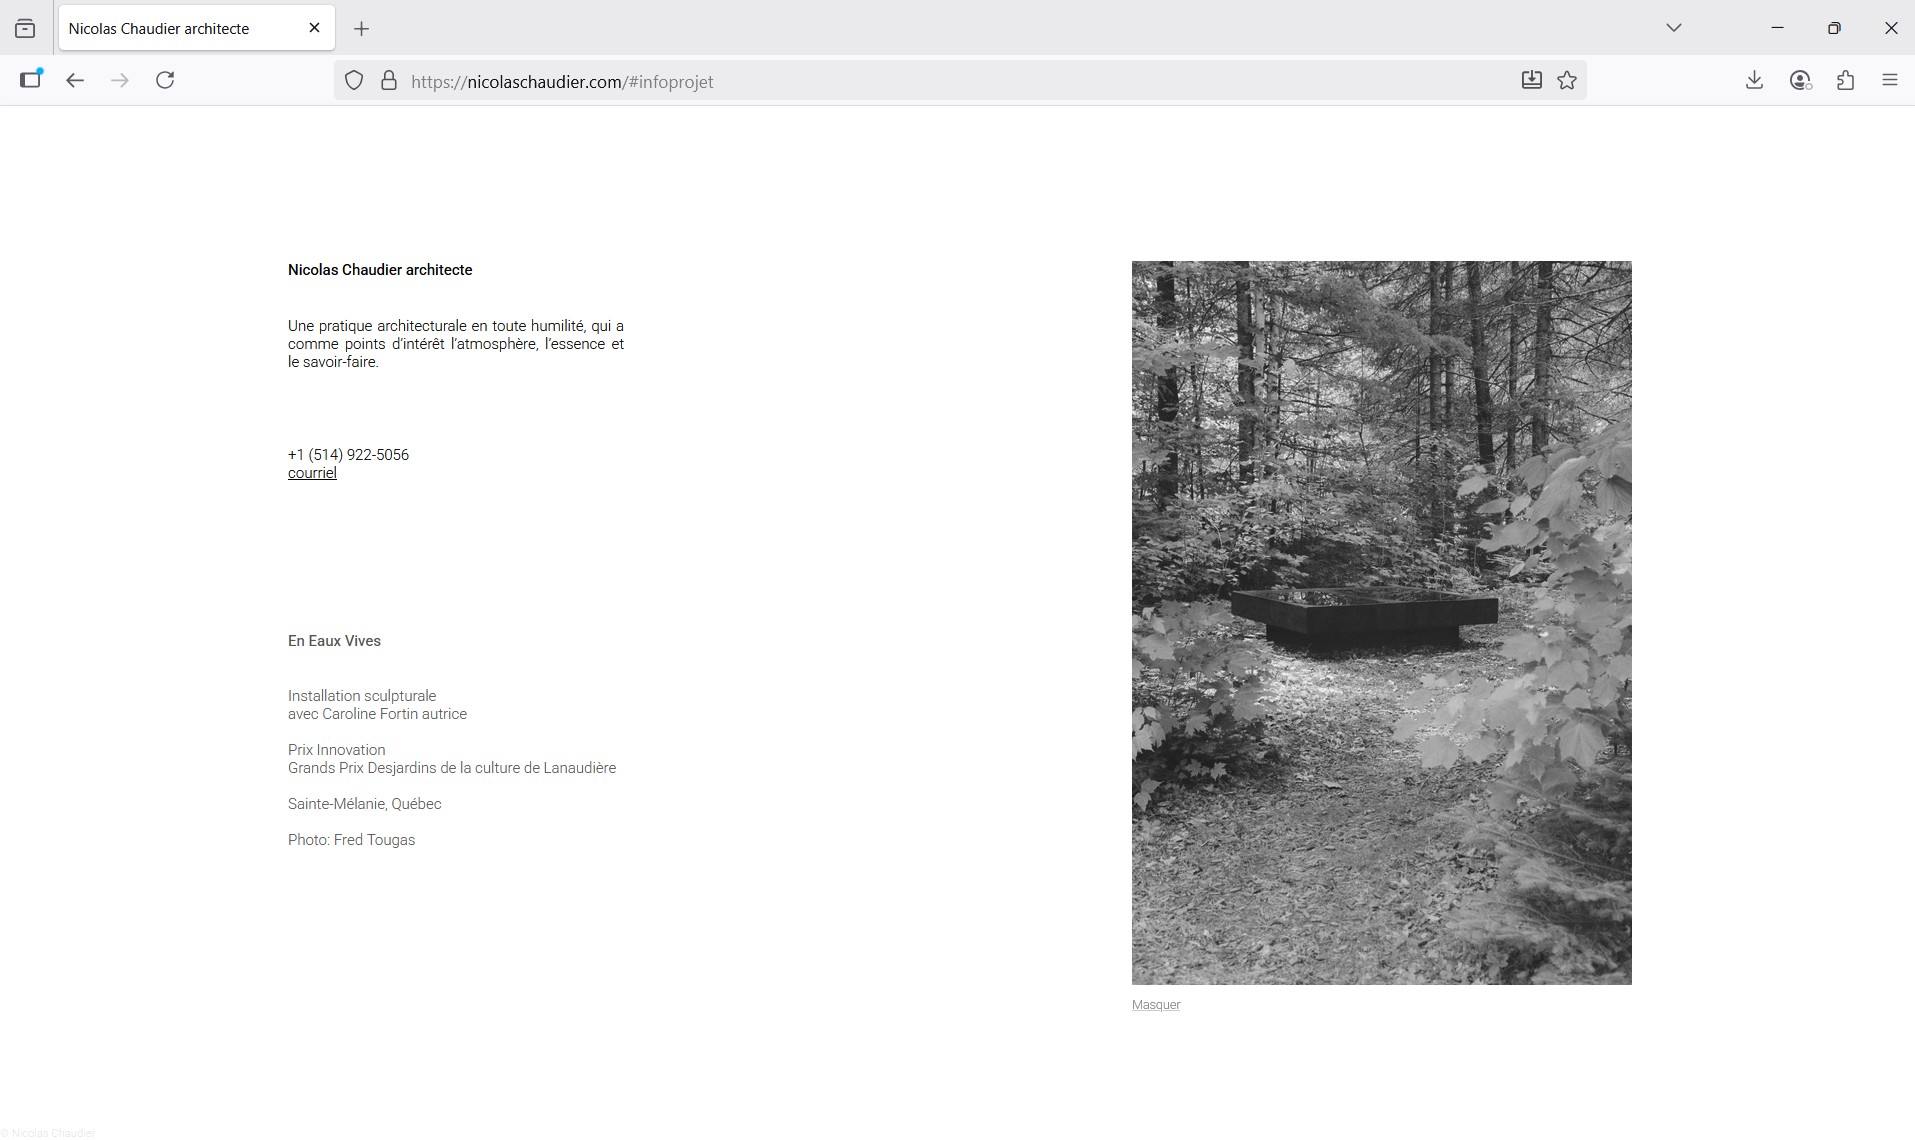 Nicolas Chaudier architecte
https://nicolaschaudier.com/#infoprojet
Nicolas Chaudier architecte
Une pratique architecturale en toute humilité, qui a
comme points d’intérêt l’atmosphère, l’essence et
le savoir-faire.
+1 (514) 922-5056
courriel
En Eaux Vives
Installation sculpturale
avec Caroline Fortin autrice
Prix Innovation
Grands Prix Desjardins de la culture de Lanaudière
Sainte-Mélanie, Québec
Photo: Fred Tougas
Masquer
© Nicolas Chaudier